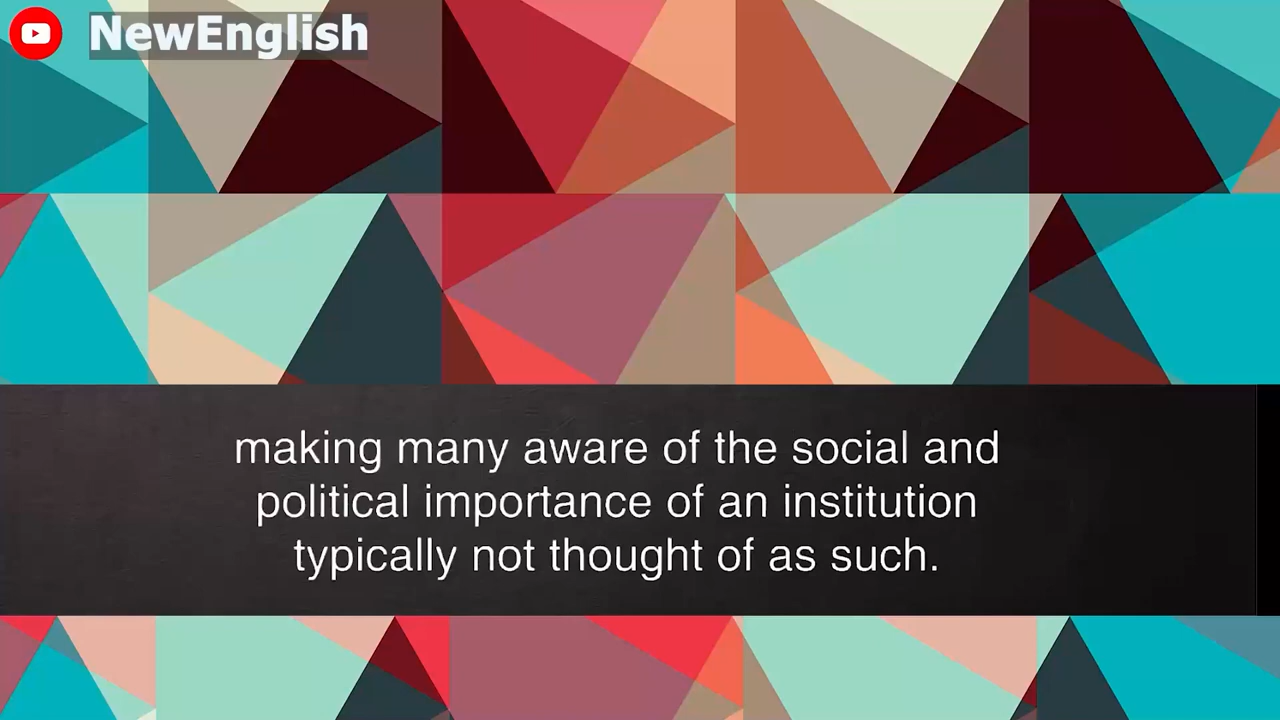 NewEnglish
making many aware of the social and
political importance of an institution
typically not thought of as such.